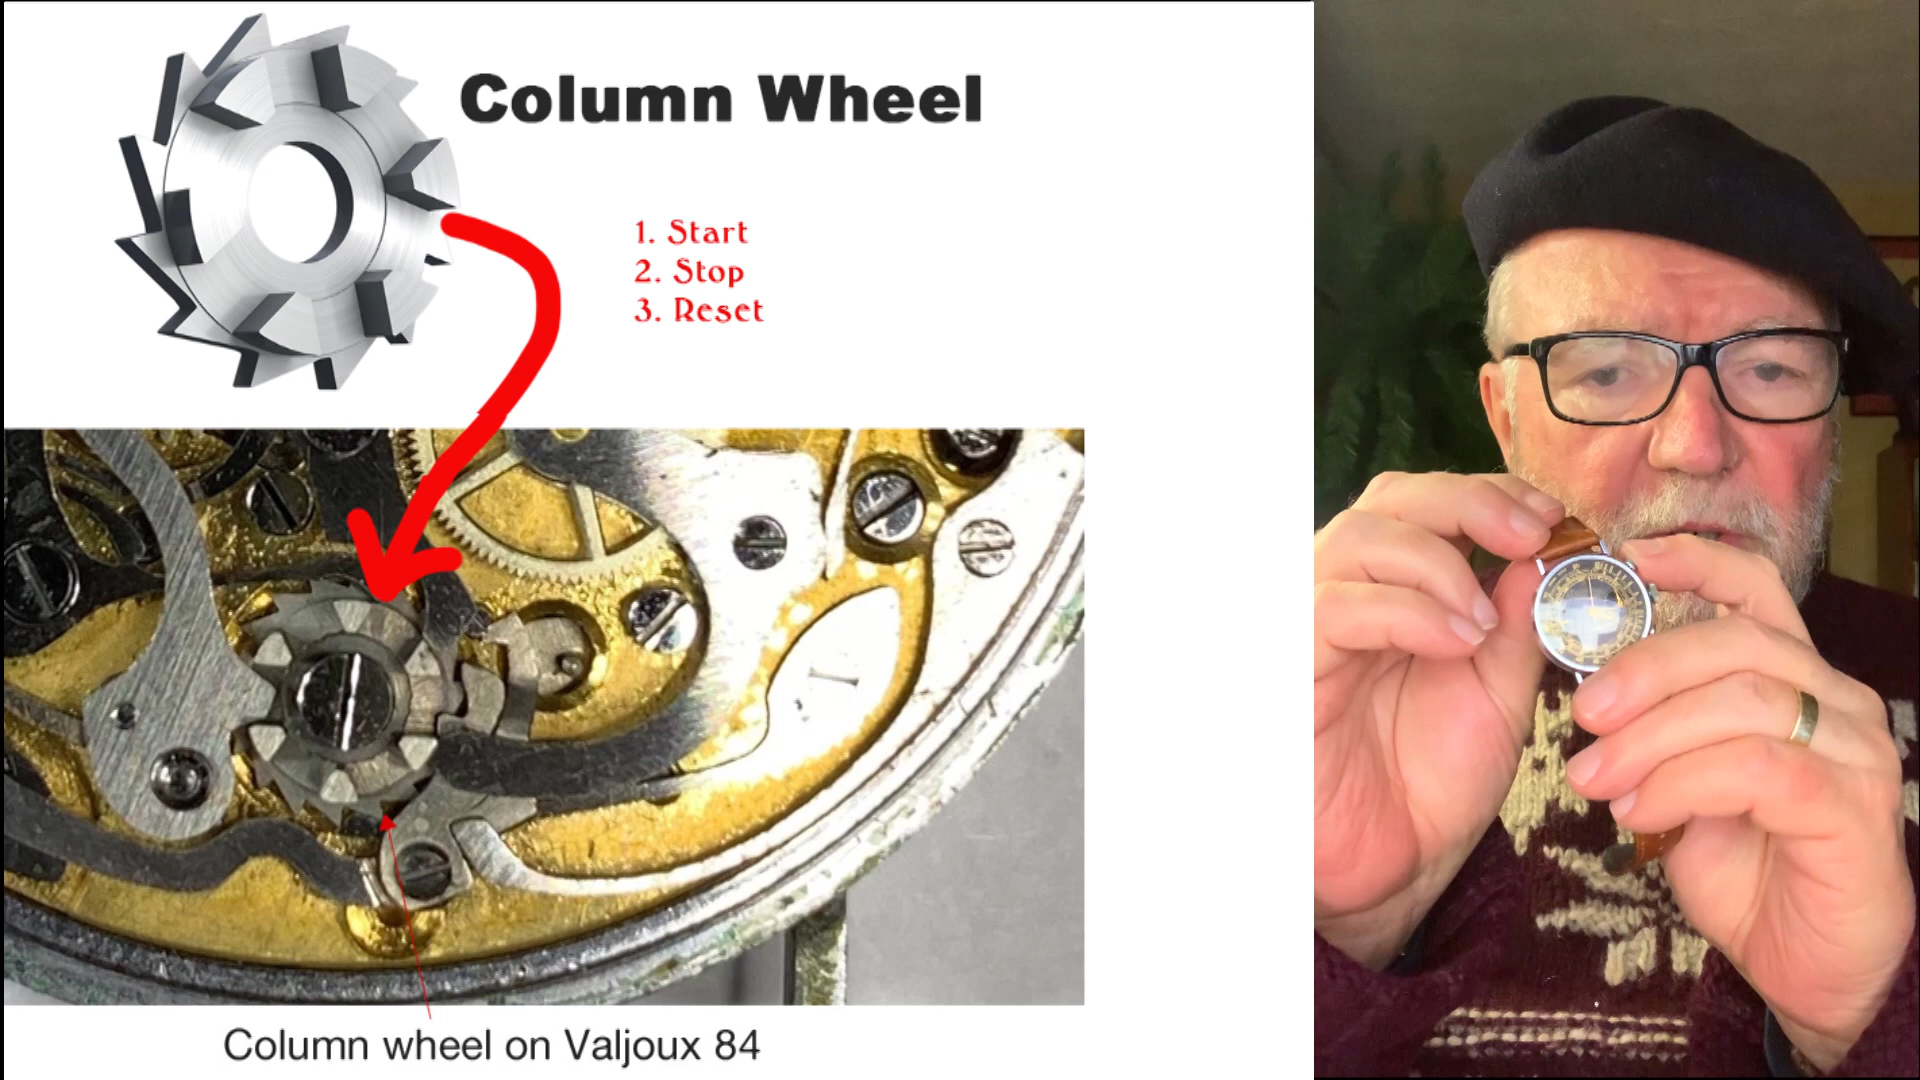 Column Wheel
1. Start
2. Stop
3. Reset
Column wheel on Valjoux 84